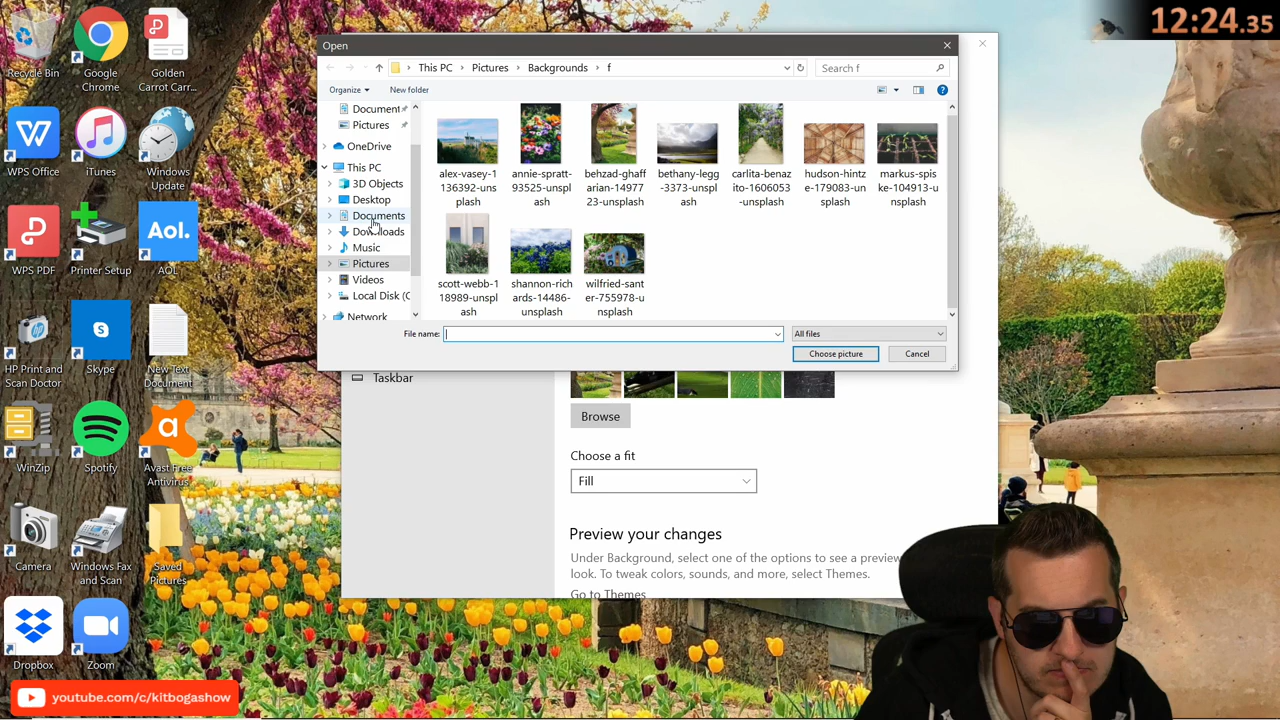 12:24.35
Recycle Bin
Google
Chrome
Golden
Carrot Carr...
WPS Office
iTunes
Windows
Update
WPS PDF
Printer Setup
Aol.
AOL
HP Print and
Scan Doctor
Skype
New Text
Document
WinZip
Spotify
Avast Free
Antivirus
Camera
Windows Fax
and Scan
Saved
Pictures
Dropbox
Zoom
youtube.com/c/kitbogashow
Open
This PC > Pictures > Backgrounds > f
Search f
Organize
New folder
Document
Pictures
OneDrive
This PC
3D Objects
Desktop
Documents
Downloads
Music
Pictures
Videos
Local Disk (C
Network
alex-vasey-1
136392-uns
plash
annie-spratt-
93525-unspl
ash
behzad-ghaff
arian-14977
23-unsplash
bethany-legg
-3373-unspl
ash
carlita-benaz
ito-1606053
-unsplash
hudson-hintz
e-179083-un
splash
markus-spis
ke-104913-u
nsplash
scott-webb-1
18989-unspl
ash
shannon-rich
ards-14486-
unsplash
wilfried-sant
er-755978-u
nsplash
File name:
All files
Choose picture
Cancel
Taskbar
Browse
Choose a fit
Fill
Preview your changes
Under Background, select one of the options to see a preview
look. To tweak colors, sounds, and more, select Themes.
Go to Themes